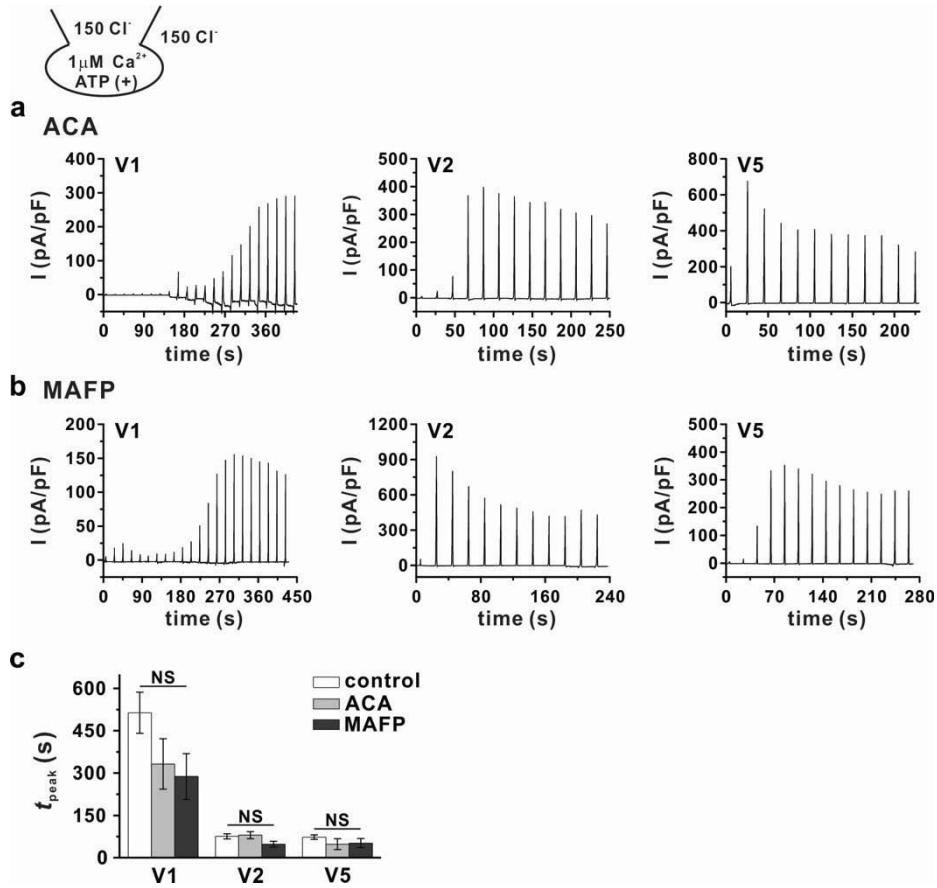 150 Cl-
150 Cl-
1μM Ca2+
ATP (+)
a
ACA
V1
400
300
200
100
0
I (pA/pF)
0 90 180 270 360
time (s)
V2
500
400
300
200
100
0
I (pA/pF)
0 50 100 150 200 250
time (s)
V5
800
600
400
200
0
I (pA/pF)
0 50 100 150 200
time (s)
b
MAFP
V1
200
150
100
50
0
I (pA/pF)
0 90 180 270 360 450
time (s)
V2
1200
900
600
300
0
I (pA/pF)
0 80 160 240
time (s)
V5
500
400
300
200
100
0
I (pA/pF)
0 70 140 210 280
time (s)
c
600
450
300
150
0
tpeak (s)
NS
NS
NS
control
ACA
MAFP
V1 V2 V5